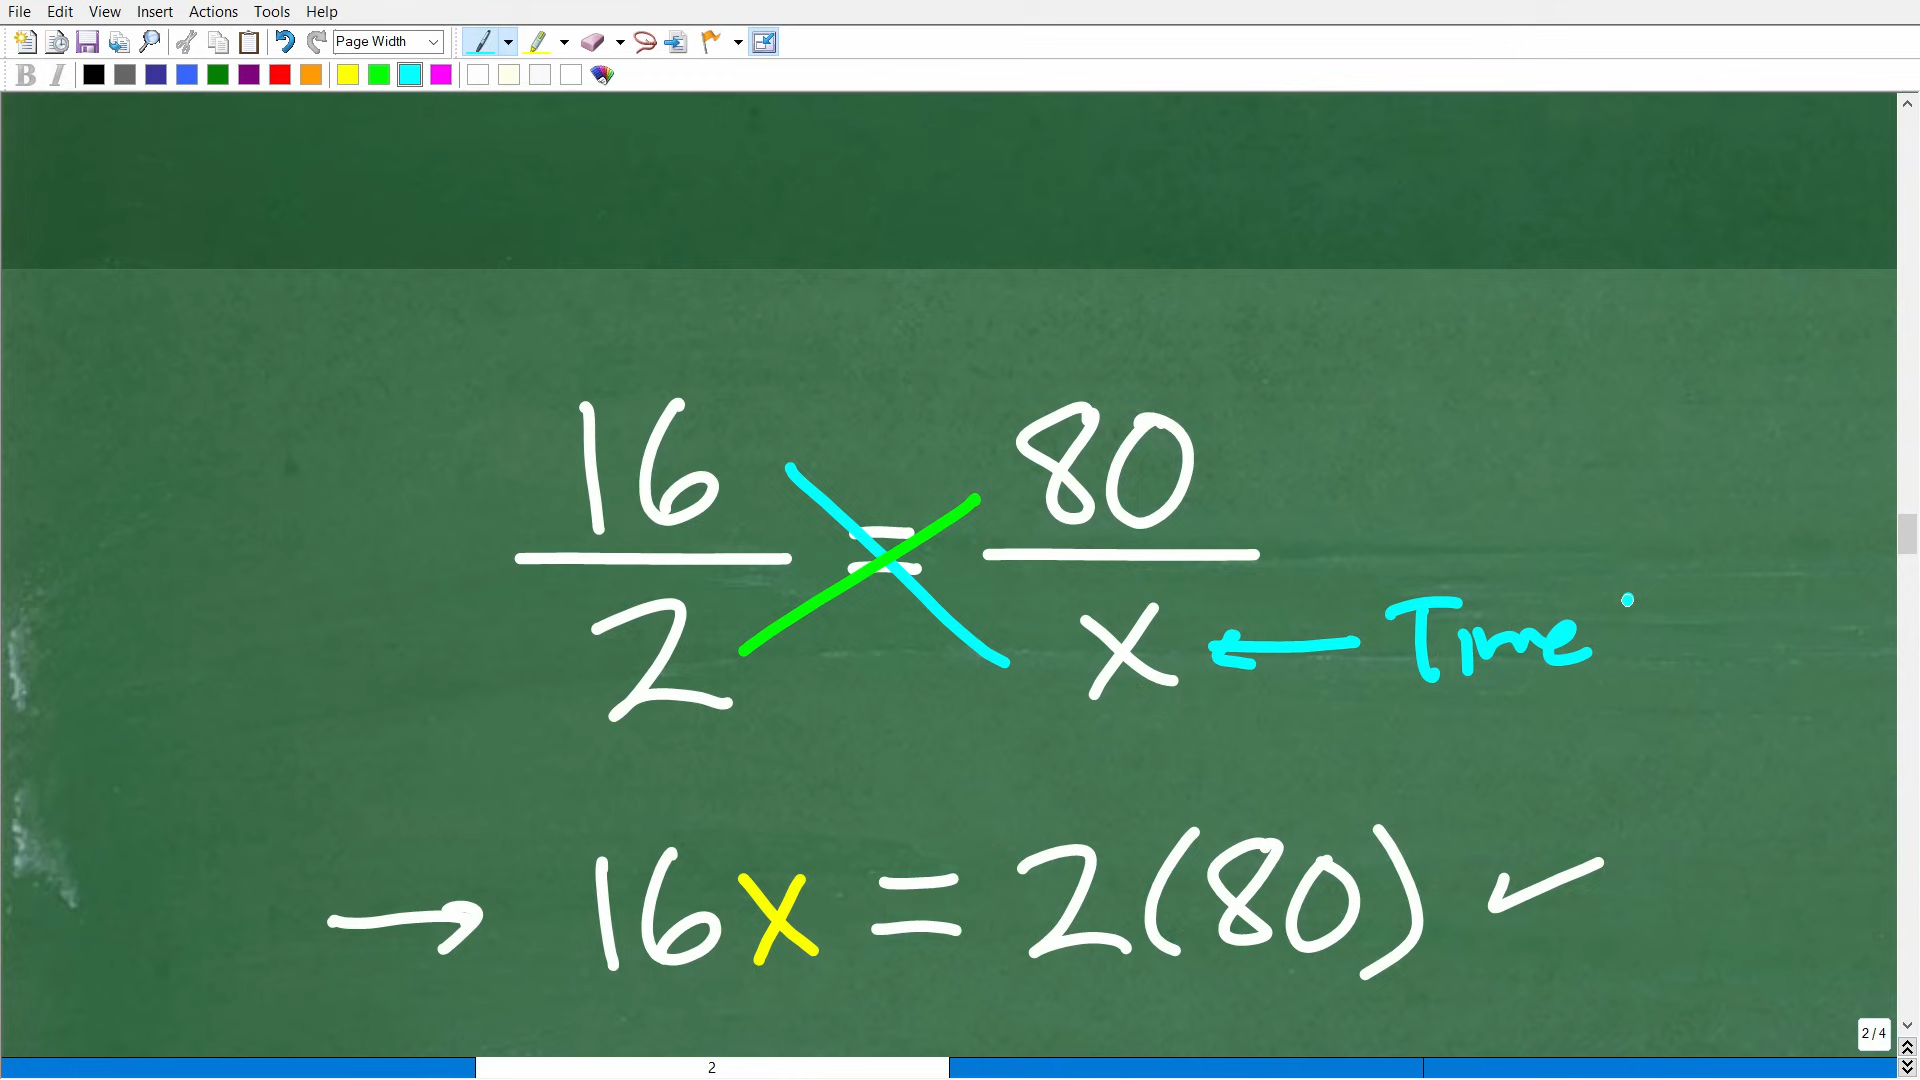 File Edit View Insert Actions Tools Help
Page Width
B I
16 = 80
2 x ← Time
→ 16x = 2(80) ✓
2 / 4
2